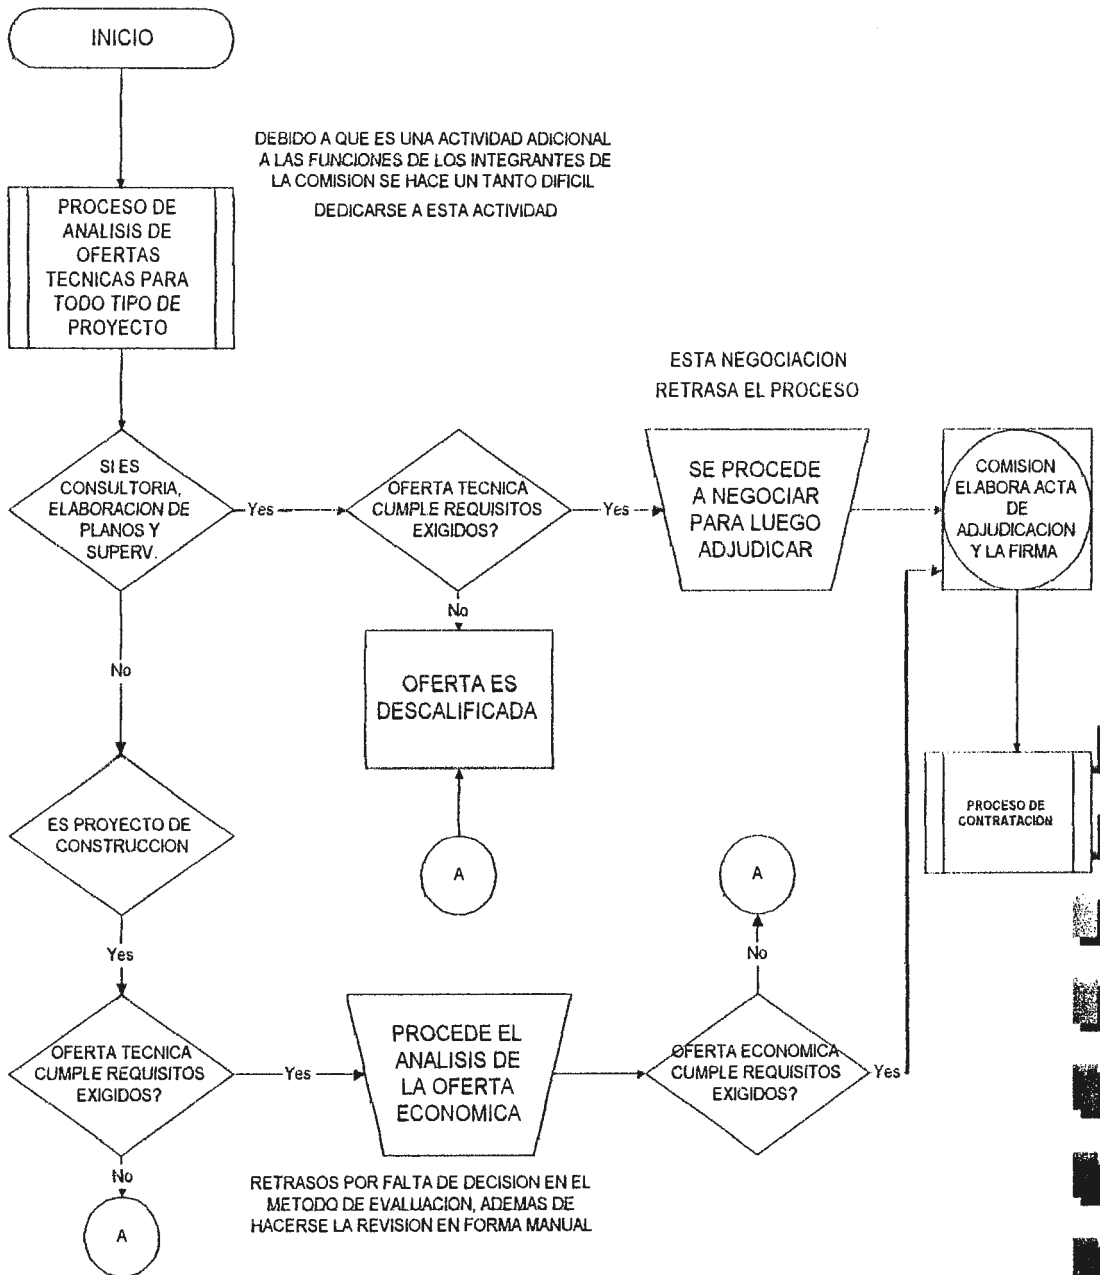 INICIO
DEBIDO A QUE ES UNA ACTIVIDAD ADICIONAL
A LAS FUNCIONES DE LOS INTEGRANTES DE
LA COMISION SE HACE UN TANTO DIFICIL
DEDICARSE A ESTA ACTIVIDAD
PROCESO DE
ANALISIS DE
OFERTAS
TECNICAS PARA
TODO TIPO DE
PROYECTO
ESTA NEGOCIACION
RETRASA EL PROCESO
SI ES
CONSULTORIA,
ELABORACION DE
PLANOS Y
SUPERV.
Yes
OFERTA TECNICA
CUMPLE REQUISITOS
EXIGIDOS?
Yes
SE PROCEDE
A NEGOCIAR
PARA LUEGO
ADJUDICAR
COMISION
ELABORA ACTA
DE
ADJUDICACION
Y LA FIRMA
No
No
OFERTA ES
DESCALIFICADA
PROCESO DE
CONTRATACION
ES PROYECTO DE
CONSTRUCCION
A
A
Yes
No
OFERTA TECNICA
CUMPLE REQUISITOS
EXIGIDOS?
Yes
PROCEDE EL
ANALISIS DE
LA OFERTA
ECONOMICA
OFERTA ECONOMICA
CUMPLE REQUISITOS
EXIGIDOS?
Yes
No
A
RETRASOS POR FALTA DE DECISION EN EL
METODO DE EVALUACION, ADEMAS DE
HACERSE LA REVISION EN FORMA MANUAL